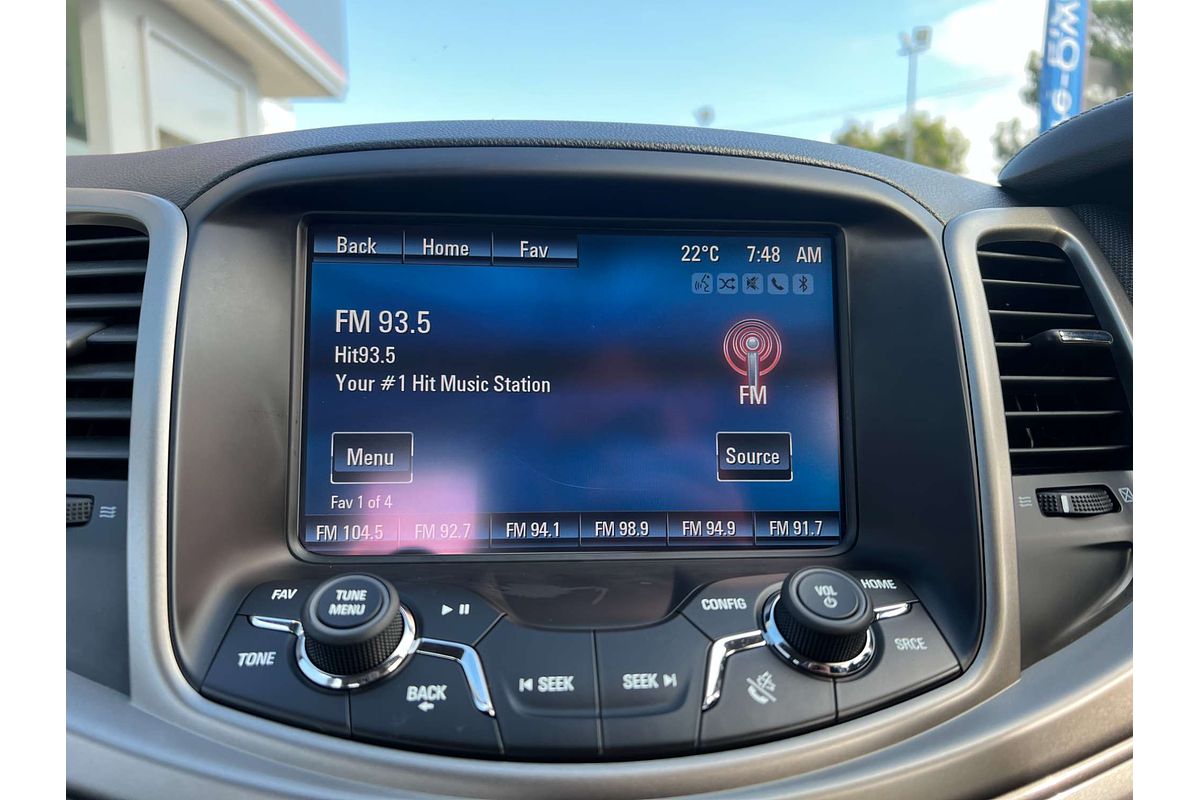 Back Home Fav 22°C 7:48 AM
FM 93.5
Hit93.5
Your #1 Hit Music Station
FM
Menu Source
Fav 1 of 4
FM 104.5 FM 92.7 FM 94.1 FM 98.9 FM 94.9 FM 91.7
FAV TUNE MENU CONFIG VOL HOME
TONE BACK SEEK SEEK SRCE